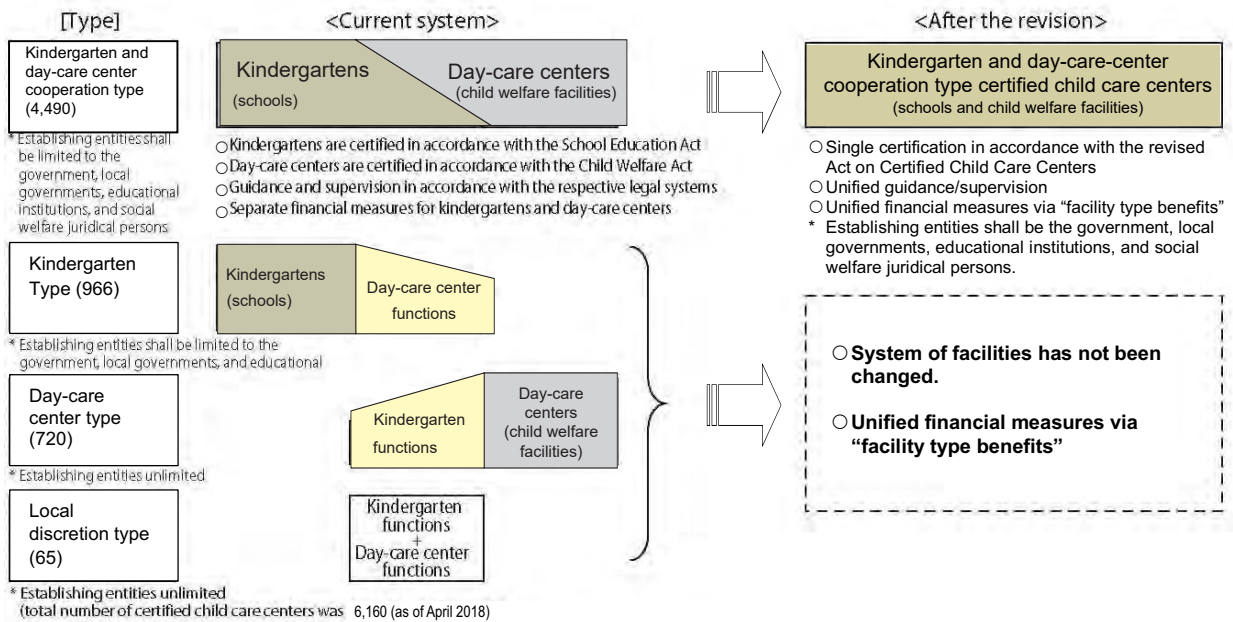 [Type]
<Current system>
<After the revision>
Kindergarten and
day-care center
cooperation type
(4,490)
* Establishing entities shall
be limited to the
government, local
governments, educational
institutions, and social
welfare juridical persons
Kindergartens
(schools)
Day-care centers
(child welfare facilities)
○Kindergartens are certified in accordance with the School Education Act
○Day-care centers are certified in accordance with the Child Welfare Act
○Guidance and supervision in accordance with the respective legal systems
○Separate financial measures for kindergartens and day-care centers
Kindergarten and day-care-center
cooperation type certified child care centers
(schools and child welfare facilities)
○Single certification in accordance with the revised
Act on Certified Child Care Centers
○Unified guidance/supervision
○Unified financial measures via “facility type benefits”
* Establishing entities shall be the government, local
governments, educational institutions, and social
welfare juridical persons.
Kindergarten
Type (966)
* Establishing entities shall be limited to the
government, local governments, and educational
Kindergartens
(schools)
Day-care center
functions
Day-care
center type
(720)
* Establishing entities unlimited
Kindergarten
functions
Day-care
centers
(child welfare
facilities)
Local
discretion type
(65)
Kindergarten
functions
+
Day-care center
functions
○System of facilities has not been
changed.
○Unified financial measures via
“facility type benefits”
* Establishing entities unlimited
(total number of certified child care centers was 6,160 (as of April 2018)